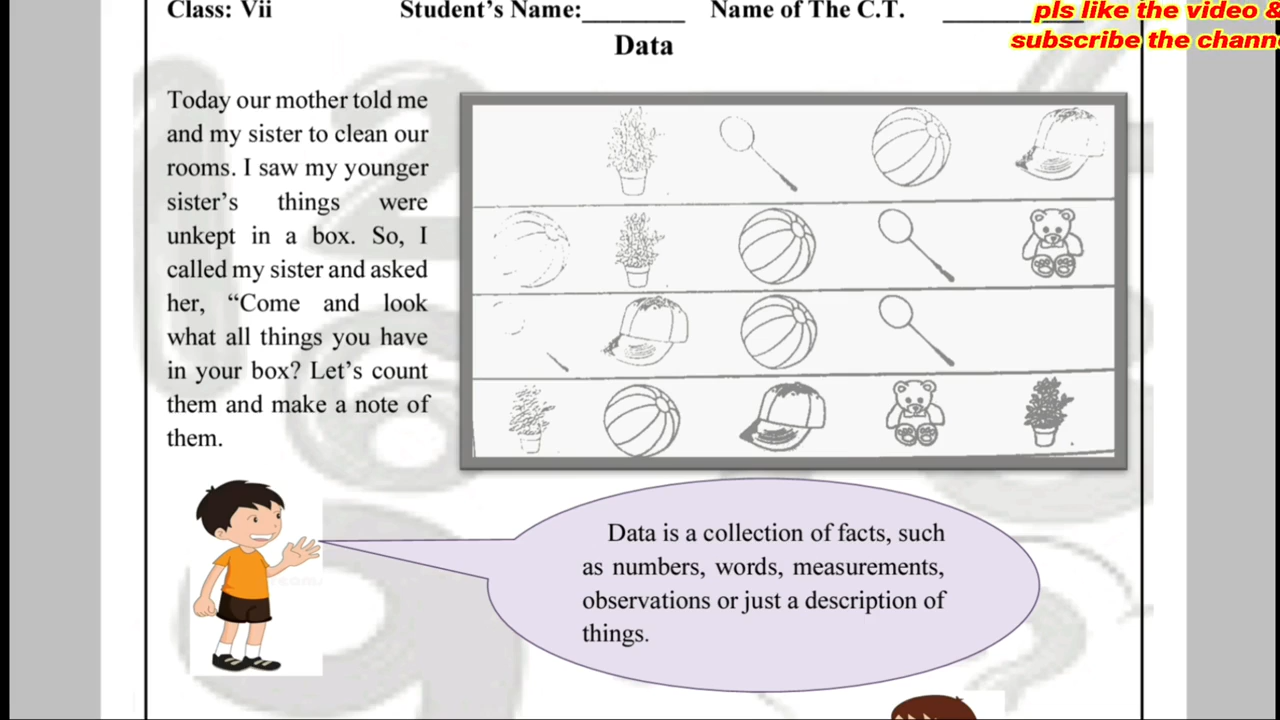 Class: Vii Student’s Name:________ Name of The C.T. ___________
pls like the video &
subscribe the chann
Data
Today our mother told me
and my sister to clean our
rooms. I saw my younger
sister’s things were
unkept in a box. So, I
called my sister and asked
her, “Come and look
what all things you have
in your box? Let’s count
them and make a note of
them.
Data is a collection of facts, such
as numbers, words, measurements,
observations or just a description of
things.